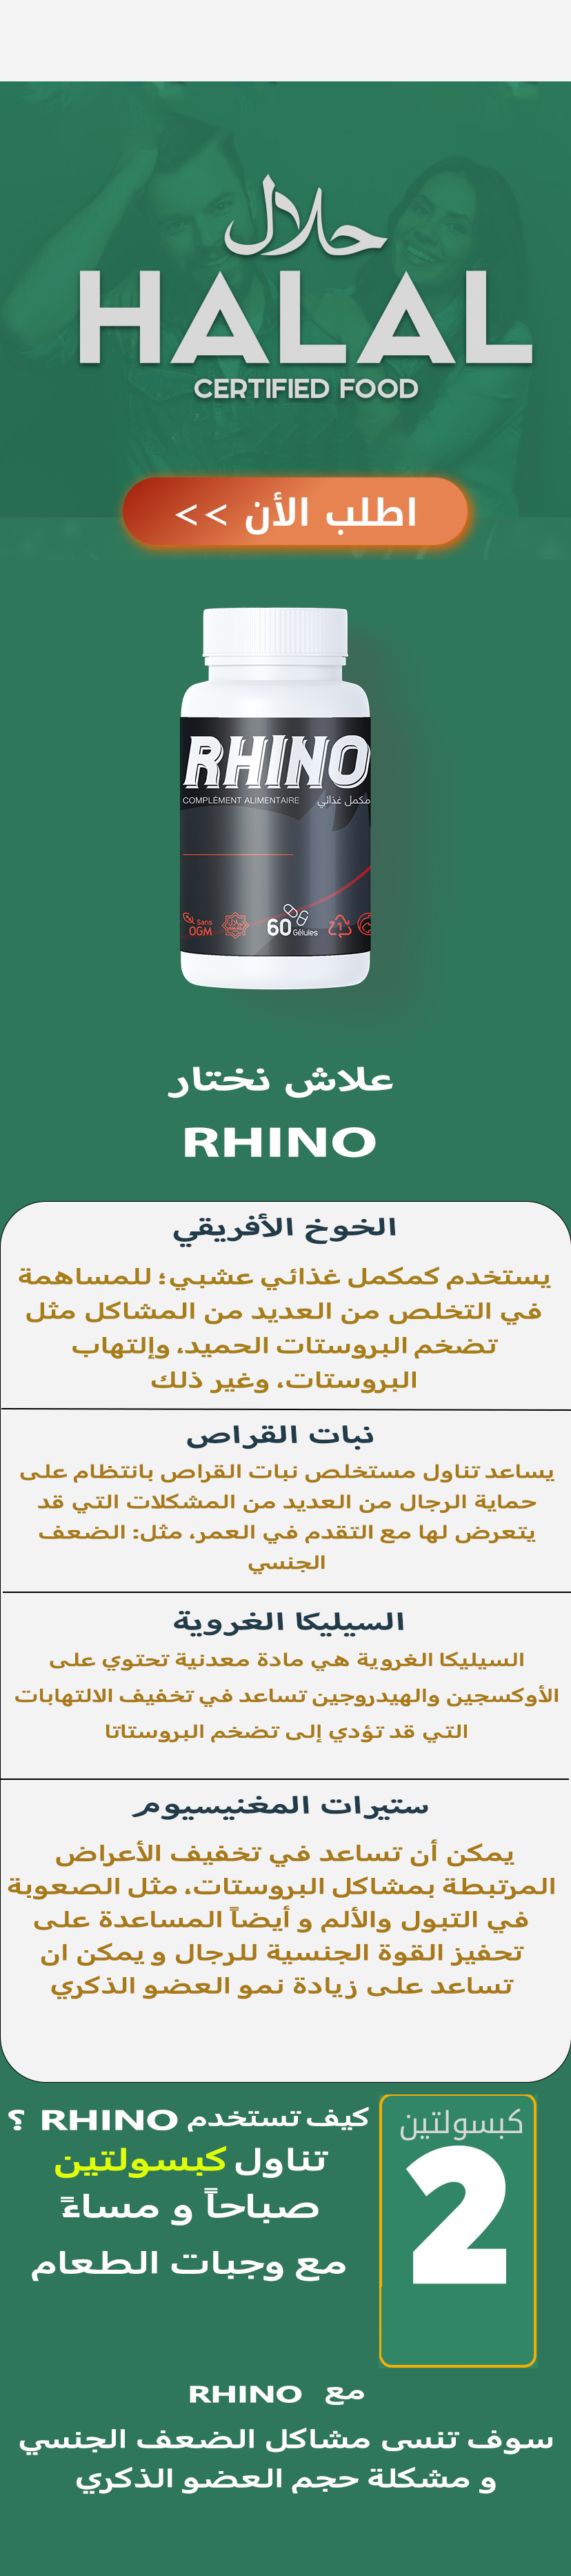 حلال
HALAL
CERTIFIED FOOD
اطلب الأن >>
RHINO
COMPLÉMENT ALIMENTAIRE مكمل غذائي
Sans
OGM
60 Gélules
1
علاش نختار
RHINO
الخوخ الأفريقي
يستخدم كمكمل غذائي عشبي؛ للمساهمة
في التخلص من العديد من المشاكل مثل
تضخم البروستات الحميد، وإلتهاب
البروستات، وغير ذلك
نبات القراص
يساعد تناول مستخلص نبات القراص بانتظام على
حماية الرجال من العديد من المشكلات التي قد
يتعرض لها مع التقدم في العمر، مثل: الضعف
الجنسي
السيليكا الغروية
السيليكا الغروية هي مادة معدنية تحتوي على
الأوكسجين والهيدروجين تساعد في تخفيف الالتهابات
التي قد تؤدي إلى تضخم البروستاتا
ستيرات المغنيسيوم
يمكن أن تساعد في تخفيف الأعراض
المرتبطة بمشاكل البروستات، مثل الصعوبة
في التبول والألم و أيضاً المساعدة على
تحفيز القوة الجنسية للرجال و يمكن ان
تساعد على زيادة نمو العضو الذكري
كيف تستخدم RHINO ؟
تناول كبسولتين
صباحاً و مساءً
مع وجبات الطعام
كبسولتين
2
مع RHINO
سوف تنسى مشاكل الضعف الجنسي
و مشكلة حجم العضو الذكري